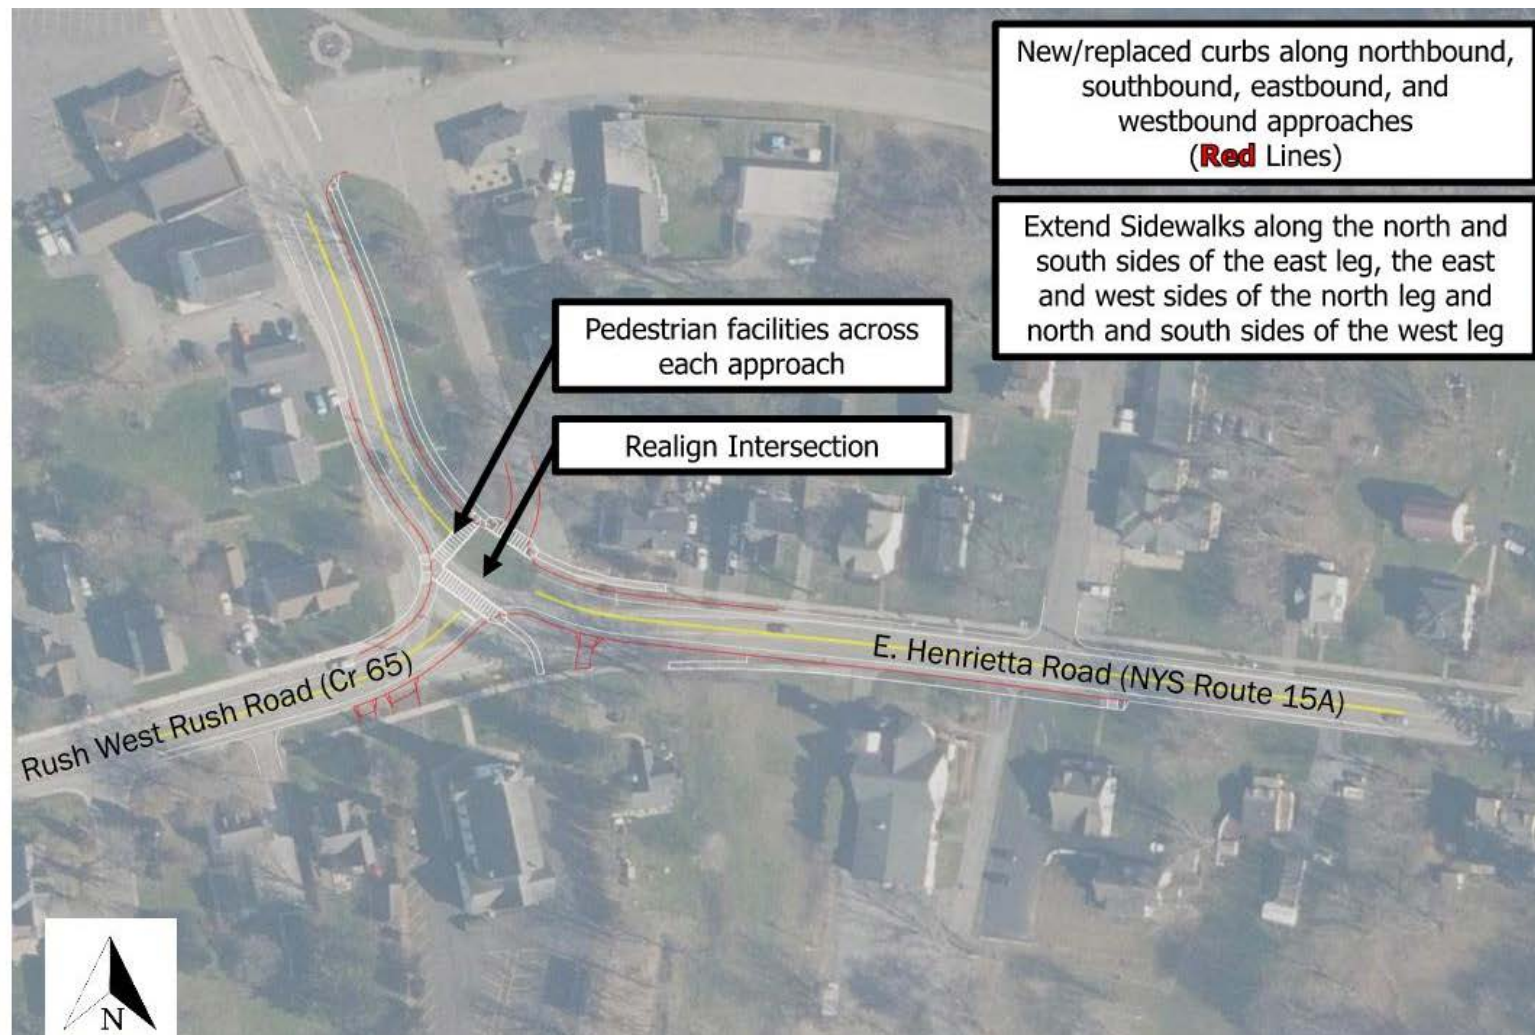 New/replaced curbs along northbound,
southbound, eastbound, and
westbound approaches
(Red Lines)
Extend Sidewalks along the north and
south sides of the east leg, the east
and west sides of the north leg and
north and south sides of the west leg
Pedestrian facilities across
each approach
Realign Intersection
E. Henrietta Road (NYS Route 15A)
Rush West Rush Road (Cr 65)
N